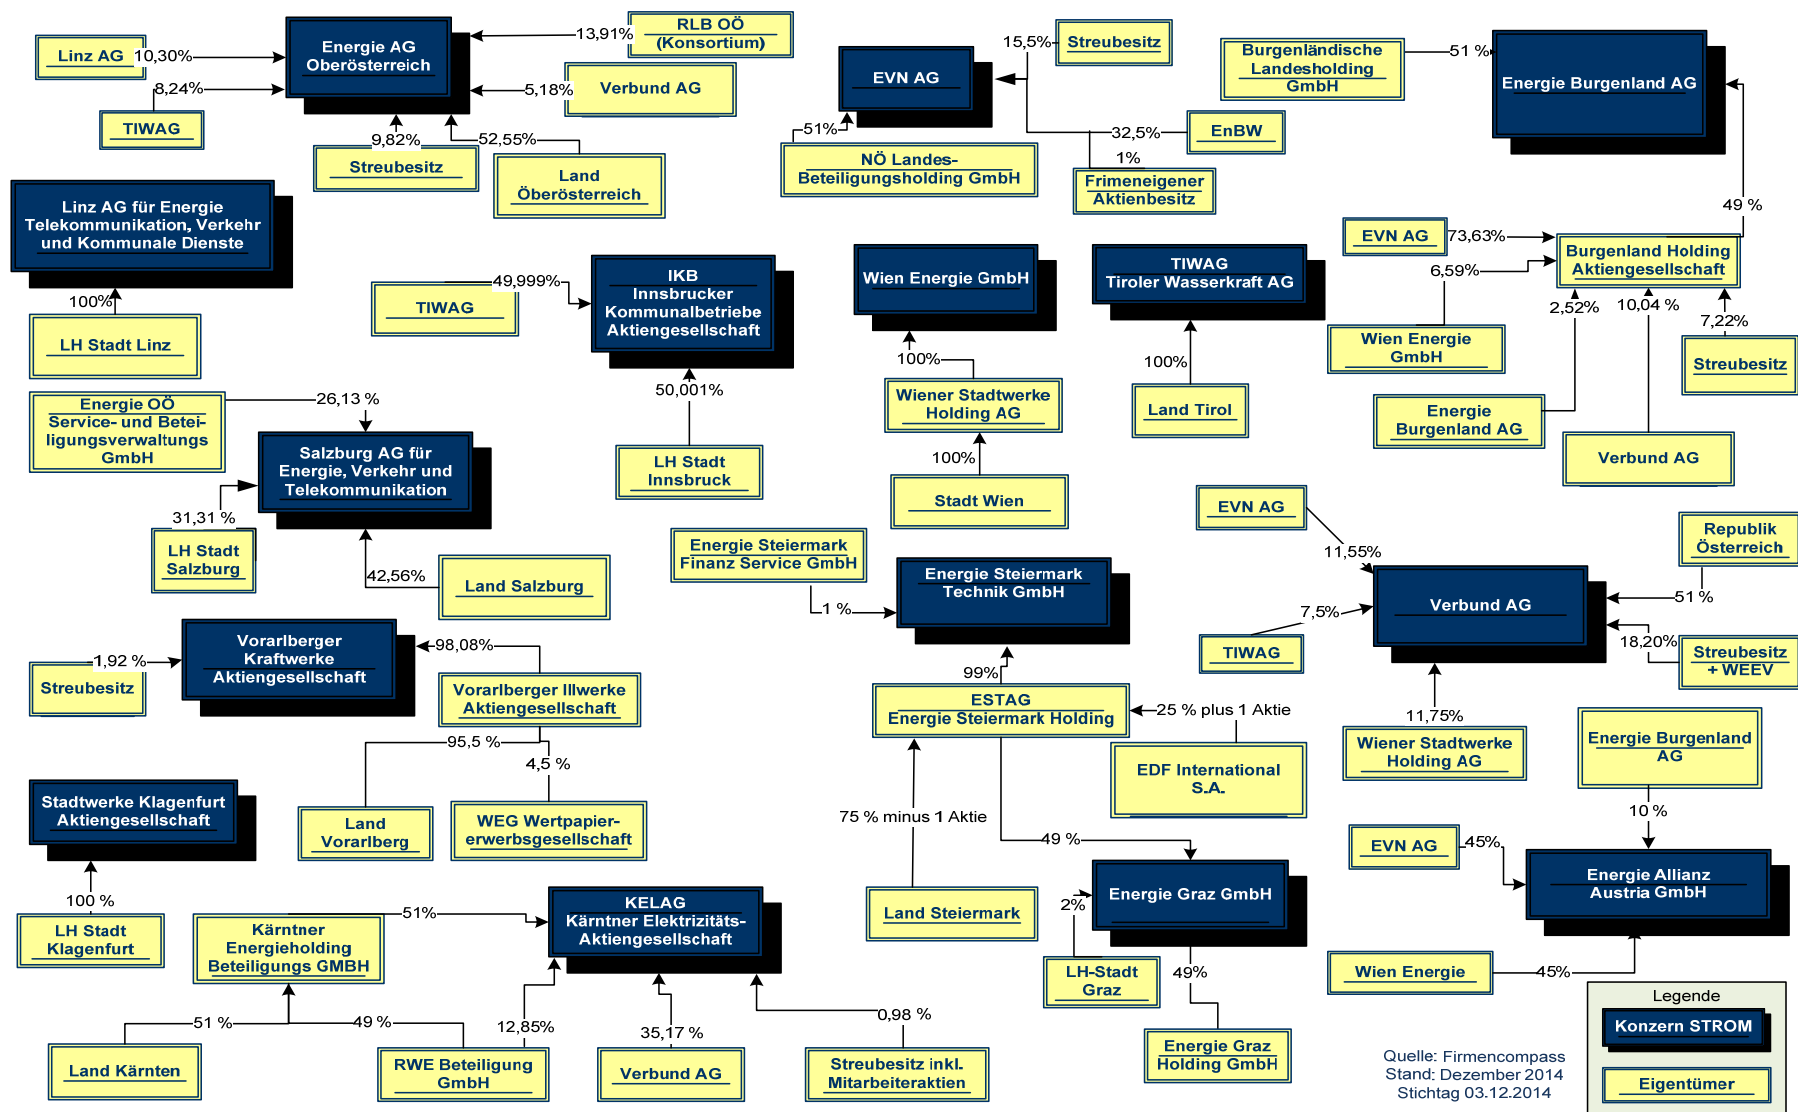 Linz AG
10,30%
8,24%
TIWAG
Energie AG
Oberösterreich
13,91%
RLB OÖ
(Konsortium)
5,18%
Verbund AG
9,82%
Streubesitz
52,55%
Land
Öberösterreich
EVN AG
15,5%
Streubesitz
51%
NÖ Landes-
Beteiligungsholding GmbH
32,5%
EnBW
1%
Frimeneigener
Aktienbesitz
Burgenländische
Landesholding
GmbH
51 %
Energie Burgenland AG
49 %
Linz AG für Energie
Telekommunikation, Verkehr
und Kommunale Dienste
100%
LH Stadt Linz
TIWAG
49,999%
IKB
Innsbrucker
Kommunalbetriebe
Aktiengesellschaft
50,001%
LH Stadt
Innsbruck
Wien Energie GmbH
100%
Wiener Stadtwerke
Holding AG
100%
Stadt Wien
TIWAG
Tiroler Wasserkraft AG
100%
Land Tirol
EVN AG
73,63%
Burgenland Holding
Aktiengesellschaft
6,59%
Wien Energie
GmbH
2,52%
Energie
Burgenland AG
10,04 %
Verbund AG
7,22%
Streubesitz
Energie OÖ
Service- und Betei-
ligungsverwaltungs
GmbH
26,13 %
Salzburg AG für
Energie, Verkehr und
Telekommunikation
31,31 %
LH Stadt
Salzburg
42,56%
Land Salzburg
Energie Steiermark
Finanz Service GmbH
1 %
Energie Steiermark
Technik GmbH
99%
ESTAG
Energie Steiermark Holding
25 % plus 1 Aktie
EDF International
S.A.
75 % minus 1 Aktie
Land Steiermark
49 %
Energie Graz GmbH
2%
LH-Stadt
Graz
49%
Energie Graz
Holding GmbH
EVN AG
11,55%
Verbund AG
Republik
Österreich
51 %
7,5%
TIWAG
18,20%
Streubesitz
+ WEEV
11,75%
Wiener Stadtwerke
Holding AG
Vorarlberger
Kraftwerke
Aktiengesellschaft
1,92 %
Streubesitz
98,08%
Vorarlberger Illwerke
Aktiengesellschaft
95,5 %
Land
Vorarlberg
4,5 %
WEG Wertpapier-
erwerbsgesellschaft
Stadtwerke Klagenfurt
Aktiengesellschaft
100 %
LH Stadt
Klagenfurt
KELAG
Kärntner Elektrizitäts-
Aktiengesellschaft
51%
Kärntner
Energieholding
Beteiligungs GMBH
51 %
Land Kärnten
49 %
RWE Beteiligung
GmbH
12,85%
35,17 %
Verbund AG
0,98 %
Streubesitz inkl.
Mitarbeiteraktien
Energie Burgenland
AG
10 %
EVN AG
45%
Energie Allianz
Austria GmbH
Wien Energie
45%
Legende
Konzern STROM
Eigentümer
Quelle: Firmencompass
Stand: Dezember 2014
Stichtag 03.12.2014